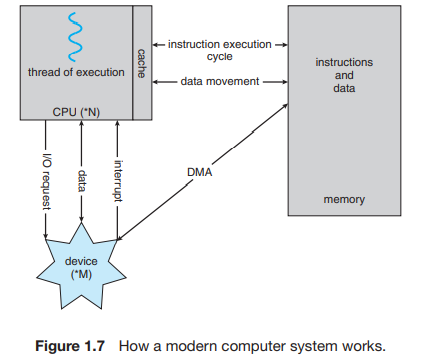 thread of execution
cache
CPU (*N)
instruction execution
cycle
data movement
instructions
and
data
memory
I/O request
data
interrupt
DMA
device
(*M)
Figure 1.7 How a modern computer system works.